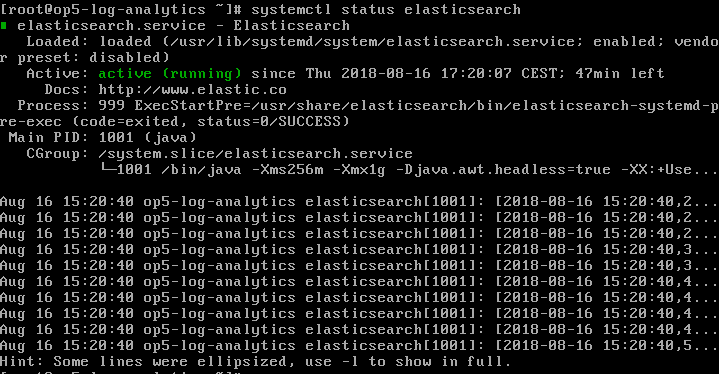 [root@op5-log-analytics ~]# systemctl status elasticsearch
elasticsearch.service - Elasticsearch
Loaded: loaded (/usr/lib/systemd/system/elasticsearch.service; enabled; vendo
r preset: disabled)
Active: active (running) since Thu 2018-08-16 17:20:07 CEST; 47min left
Docs: http://www.elastic.co
Process: 999 ExecStartPre=/usr/share/elasticsearch/bin/elasticsearch-systemd-p
re-exec (code=exited, status=0/SUCCESS)
Main PID: 1001 (java)
CGroup: /system.slice/elasticsearch.service
└─1001 /bin/java -Xms256m -Xmx1g -Djava.awt.headless=true -XX:+Use...
Aug 16 15:20:40 op5-log-analytics elasticsearch[1001]: [2018-08-16 15:20:40,2...
Aug 16 15:20:40 op5-log-analytics elasticsearch[1001]: [2018-08-16 15:20:40,2...
Aug 16 15:20:40 op5-log-analytics elasticsearch[1001]: [2018-08-16 15:20:40,2...
Aug 16 15:20:40 op5-log-analytics elasticsearch[1001]: [2018-08-16 15:20:40,3...
Aug 16 15:20:40 op5-log-analytics elasticsearch[1001]: [2018-08-16 15:20:40,3...
Aug 16 15:20:40 op5-log-analytics elasticsearch[1001]: [2018-08-16 15:20:40,4...
Aug 16 15:20:40 op5-log-analytics elasticsearch[1001]: [2018-08-16 15:20:40,4...
Aug 16 15:20:40 op5-log-analytics elasticsearch[1001]: [2018-08-16 15:20:40,4...
Aug 16 15:20:40 op5-log-analytics elasticsearch[1001]: [2018-08-16 15:20:40,4...
Aug 16 15:20:40 op5-log-analytics elasticsearch[1001]: [2018-08-16 15:20:40,5...
Hint: Some lines were ellipsized, use -l to show in full.
[root@op5-log-analytics ~]#